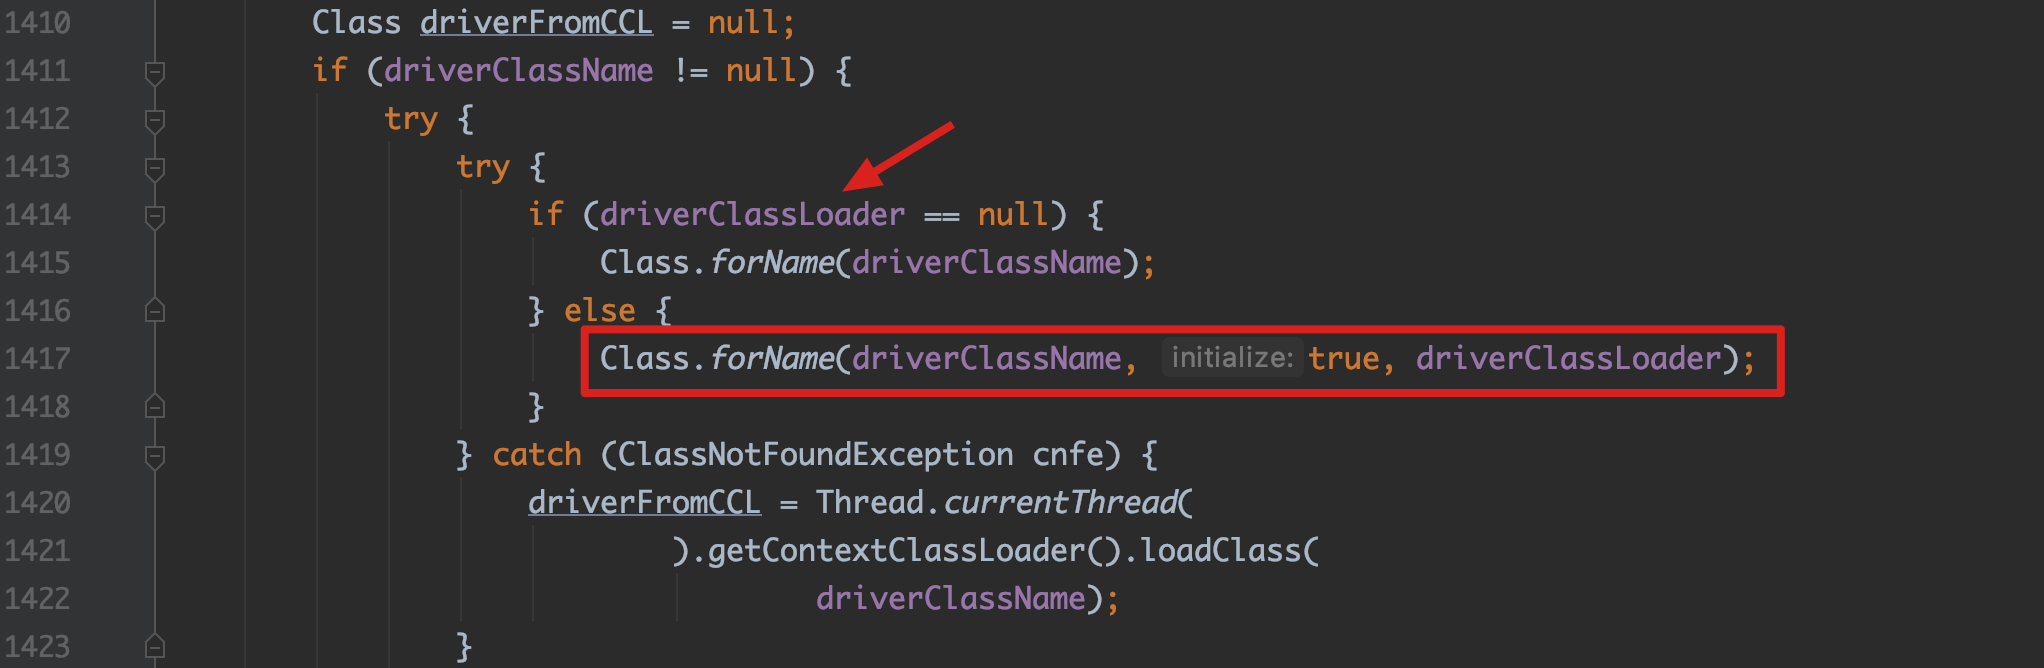 1410 Class driverFromCCL = null;
1411 if (driverClassName != null) {
1412 try {
1413 try {
1414 if (driverClassLoader == null) {
1415 Class.forName(driverClassName);
1416 } else {
1417 Class.forName(driverClassName, initialize: true, driverClassLoader);
1418 }
1419 } catch (ClassNotFoundException cnfe) {
1420 driverFromCCL = Thread.currentThread(
1421 ).getContextClassLoader().loadClass(
1422 driverClassName);
1423 }